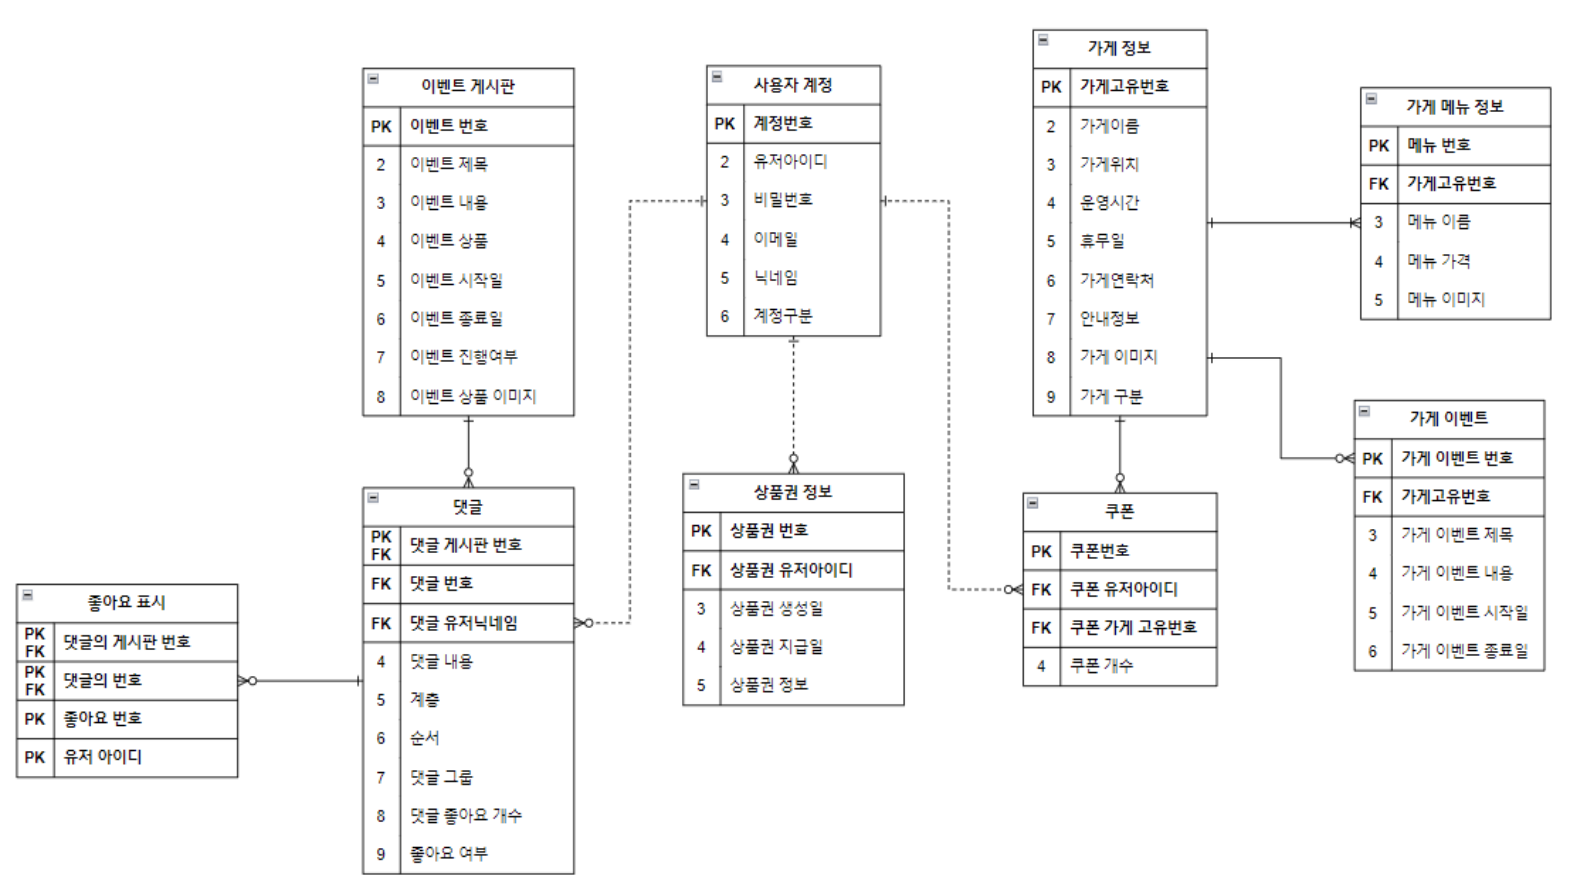 이벤트 게시판
PK 이벤트 번호
2 이벤트 제목
3 이벤트 내용
4 이벤트 상품
5 이벤트 시작일
6 이벤트 종료일
7 이벤트 진행여부
8 이벤트 상품 이미지
사용자 계정
PK 계정번호
2 유저아이디
3 비밀번호
4 이메일
5 닉네임
6 계정구분
가게 정보
PK 가게고유번호
2 가게이름
3 가게위치
4 운영시간
5 휴무일
6 가게연락처
7 안내정보
8 가게 이미지
9 가게 구분
가게 메뉴 정보
PK 메뉴 번호
FK 가게고유번호
3 메뉴 이름
4 메뉴 가격
5 메뉴 이미지
좋아요 표시
PK
FK 댓글의 게시판 번호
PK
FK 댓글의 번호
PK 좋아요 번호
PK 유저 아이디
댓글
PK
FK 댓글 게시판 번호
FK 댓글 번호
FK 댓글 유저닉네임
4 댓글 내용
5 계층
6 순서
7 댓글 그룹
8 댓글 좋아요 개수
9 좋아요 여부
상품권 정보
PK 상품권 번호
FK 상품권 유저아이디
3 상품권 생성일
4 상품권 지급일
5 상품권 정보
쿠폰
PK 쿠폰번호
FK 쿠폰 유저아이디
FK 쿠폰 가게 고유번호
4 쿠폰 개수
가게 이벤트
PK 가게 이벤트 번호
FK 가게고유번호
3 가게 이벤트 제목
4 가게 이벤트 내용
5 가게 이벤트 시작일
6 가게 이벤트 종료일